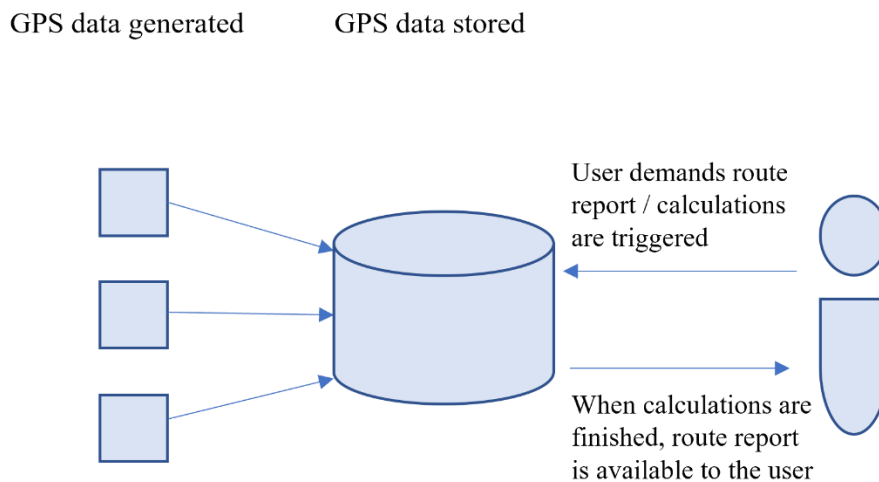 GPS data generated
GPS data stored
User demands route
report / calculations
are triggered
When calculations are
finished, route report
is available to the user